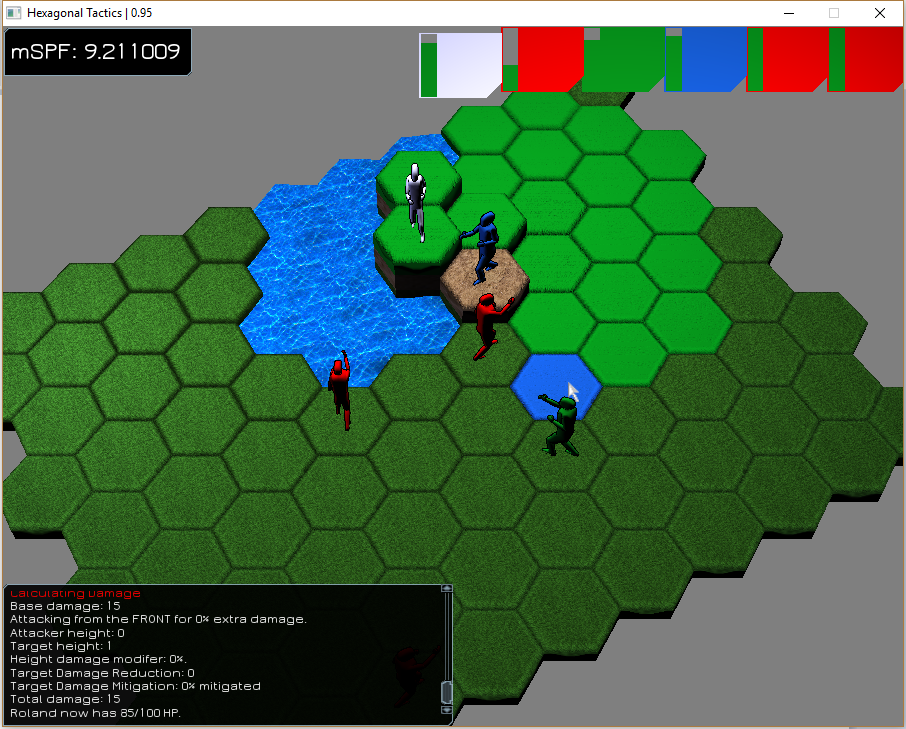 Hexagonal Tactics | 0.95
mSPF: 9.211009
Calculating Damage
Base damage: 15
Attacking from the FRONT for 0% extra damage.
Attacker height: 0
Target height: 1
Height damage modifer: 0%.
Target Damage Reduction: 0
Target Damage Mitigation: 0% mitigated
Total damage: 15
Roland now has 85/100 HP.